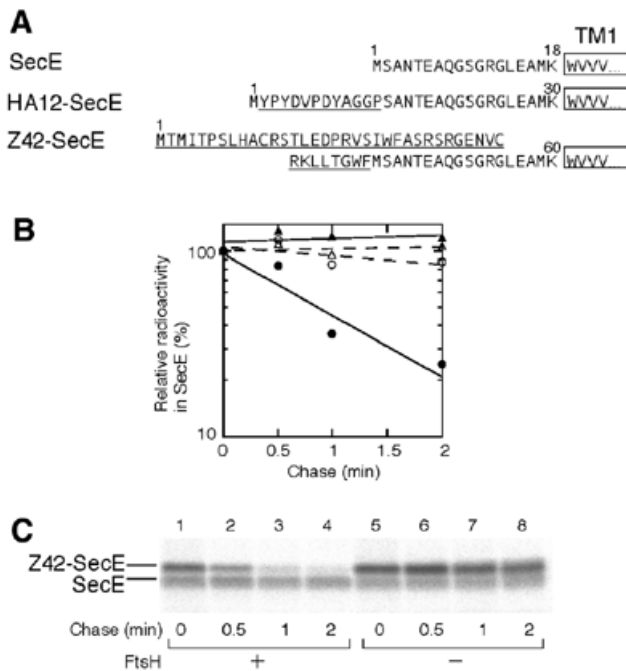 A
TM1
1 18
SecE MSANTEAQGSGRGLEAMK WVVV...
1 30
HA12-SecE MYPYDVPDYAGGPSANTEAQGSGRGLEAMK WVVV...
1
Z42-SecE MTMITPSLHACRSTLEDPRVSIWFASRSRGENVC
60
RKLLTGWFMSANTEAQGSGRGLEAMK WVVV...
B
Relative radioactivity
in SecE (%)
100
10
0 0.5 1 1.5 2
Chase (min)
C
1 2 3 4 5 6 7 8
Z42-SecE
SecE
Chase (min) 0 0.5 1 2 0 0.5 1 2
FtsH + −